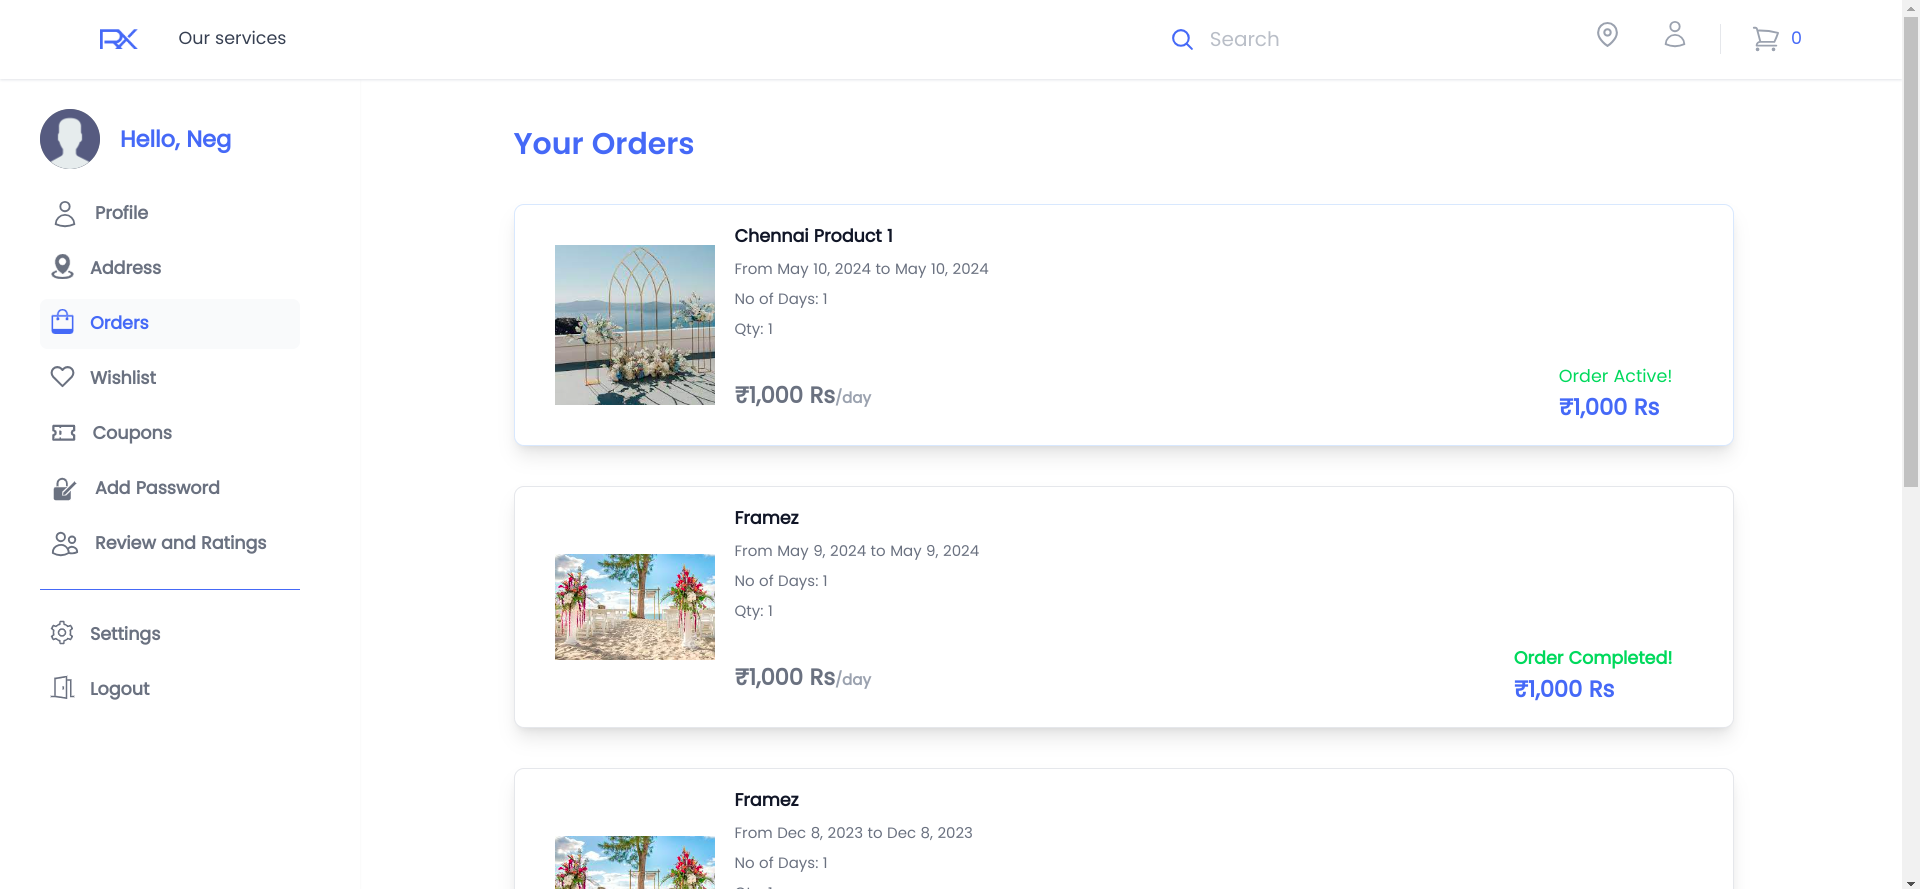 RX
Our services
Search
0
Hello, Neg
Profile
Address
Orders
Wishlist
Coupons
Add Password
Review and Ratings
Settings
Logout
Your Orders
Chennai Product 1
From May 10, 2024 to May 10, 2024
No of Days: 1
Qty: 1
₹1,000 Rs/day
Order Active!
₹1,000 Rs
Framez
From May 9, 2024 to May 9, 2024
No of Days: 1
Qty: 1
₹1,000 Rs/day
Order Completed!
₹1,000 Rs
Framez
From Dec 8, 2023 to Dec 8, 2023
No of Days: 1